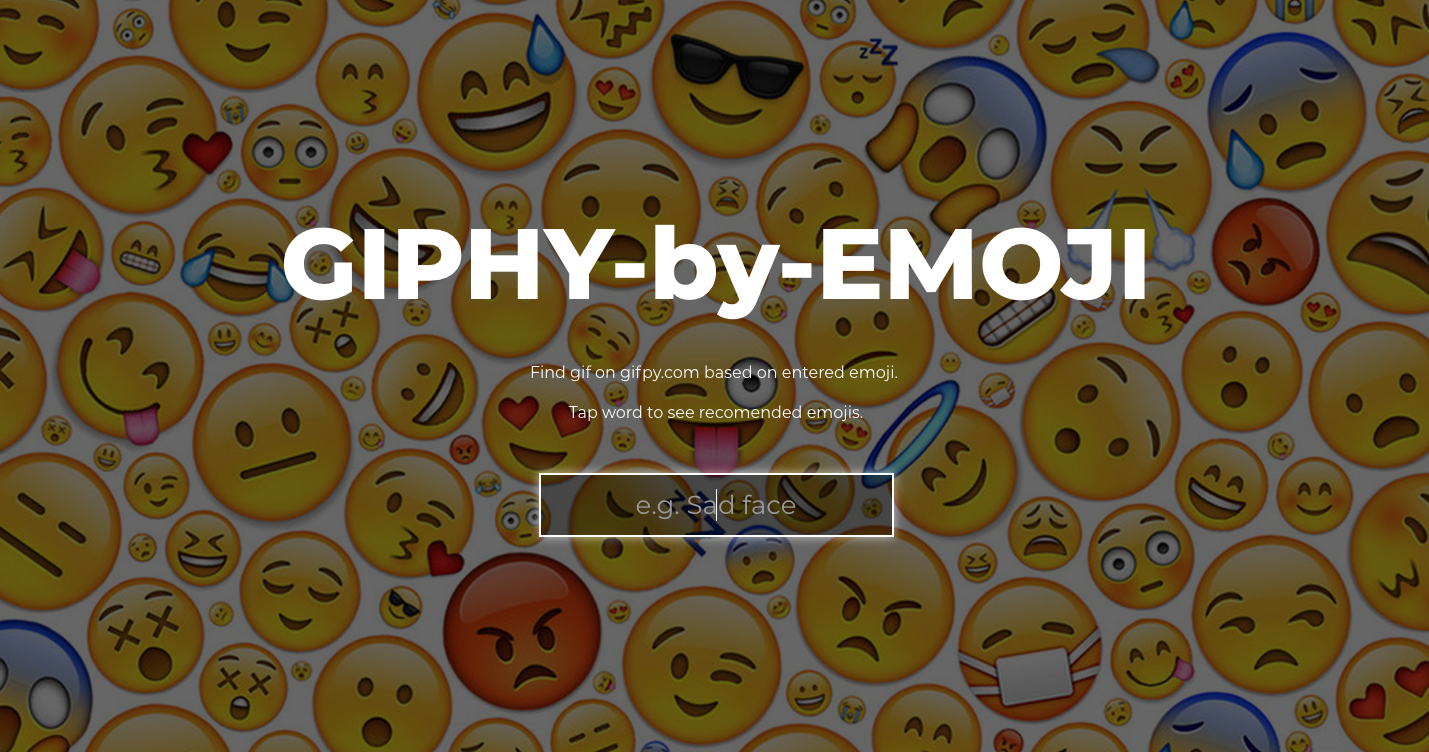 GIPHY-by-EMOJI
Find gif on gifpy.com based on entered emoji.
Tap word to see recomended emojis.
e.g. Sad face